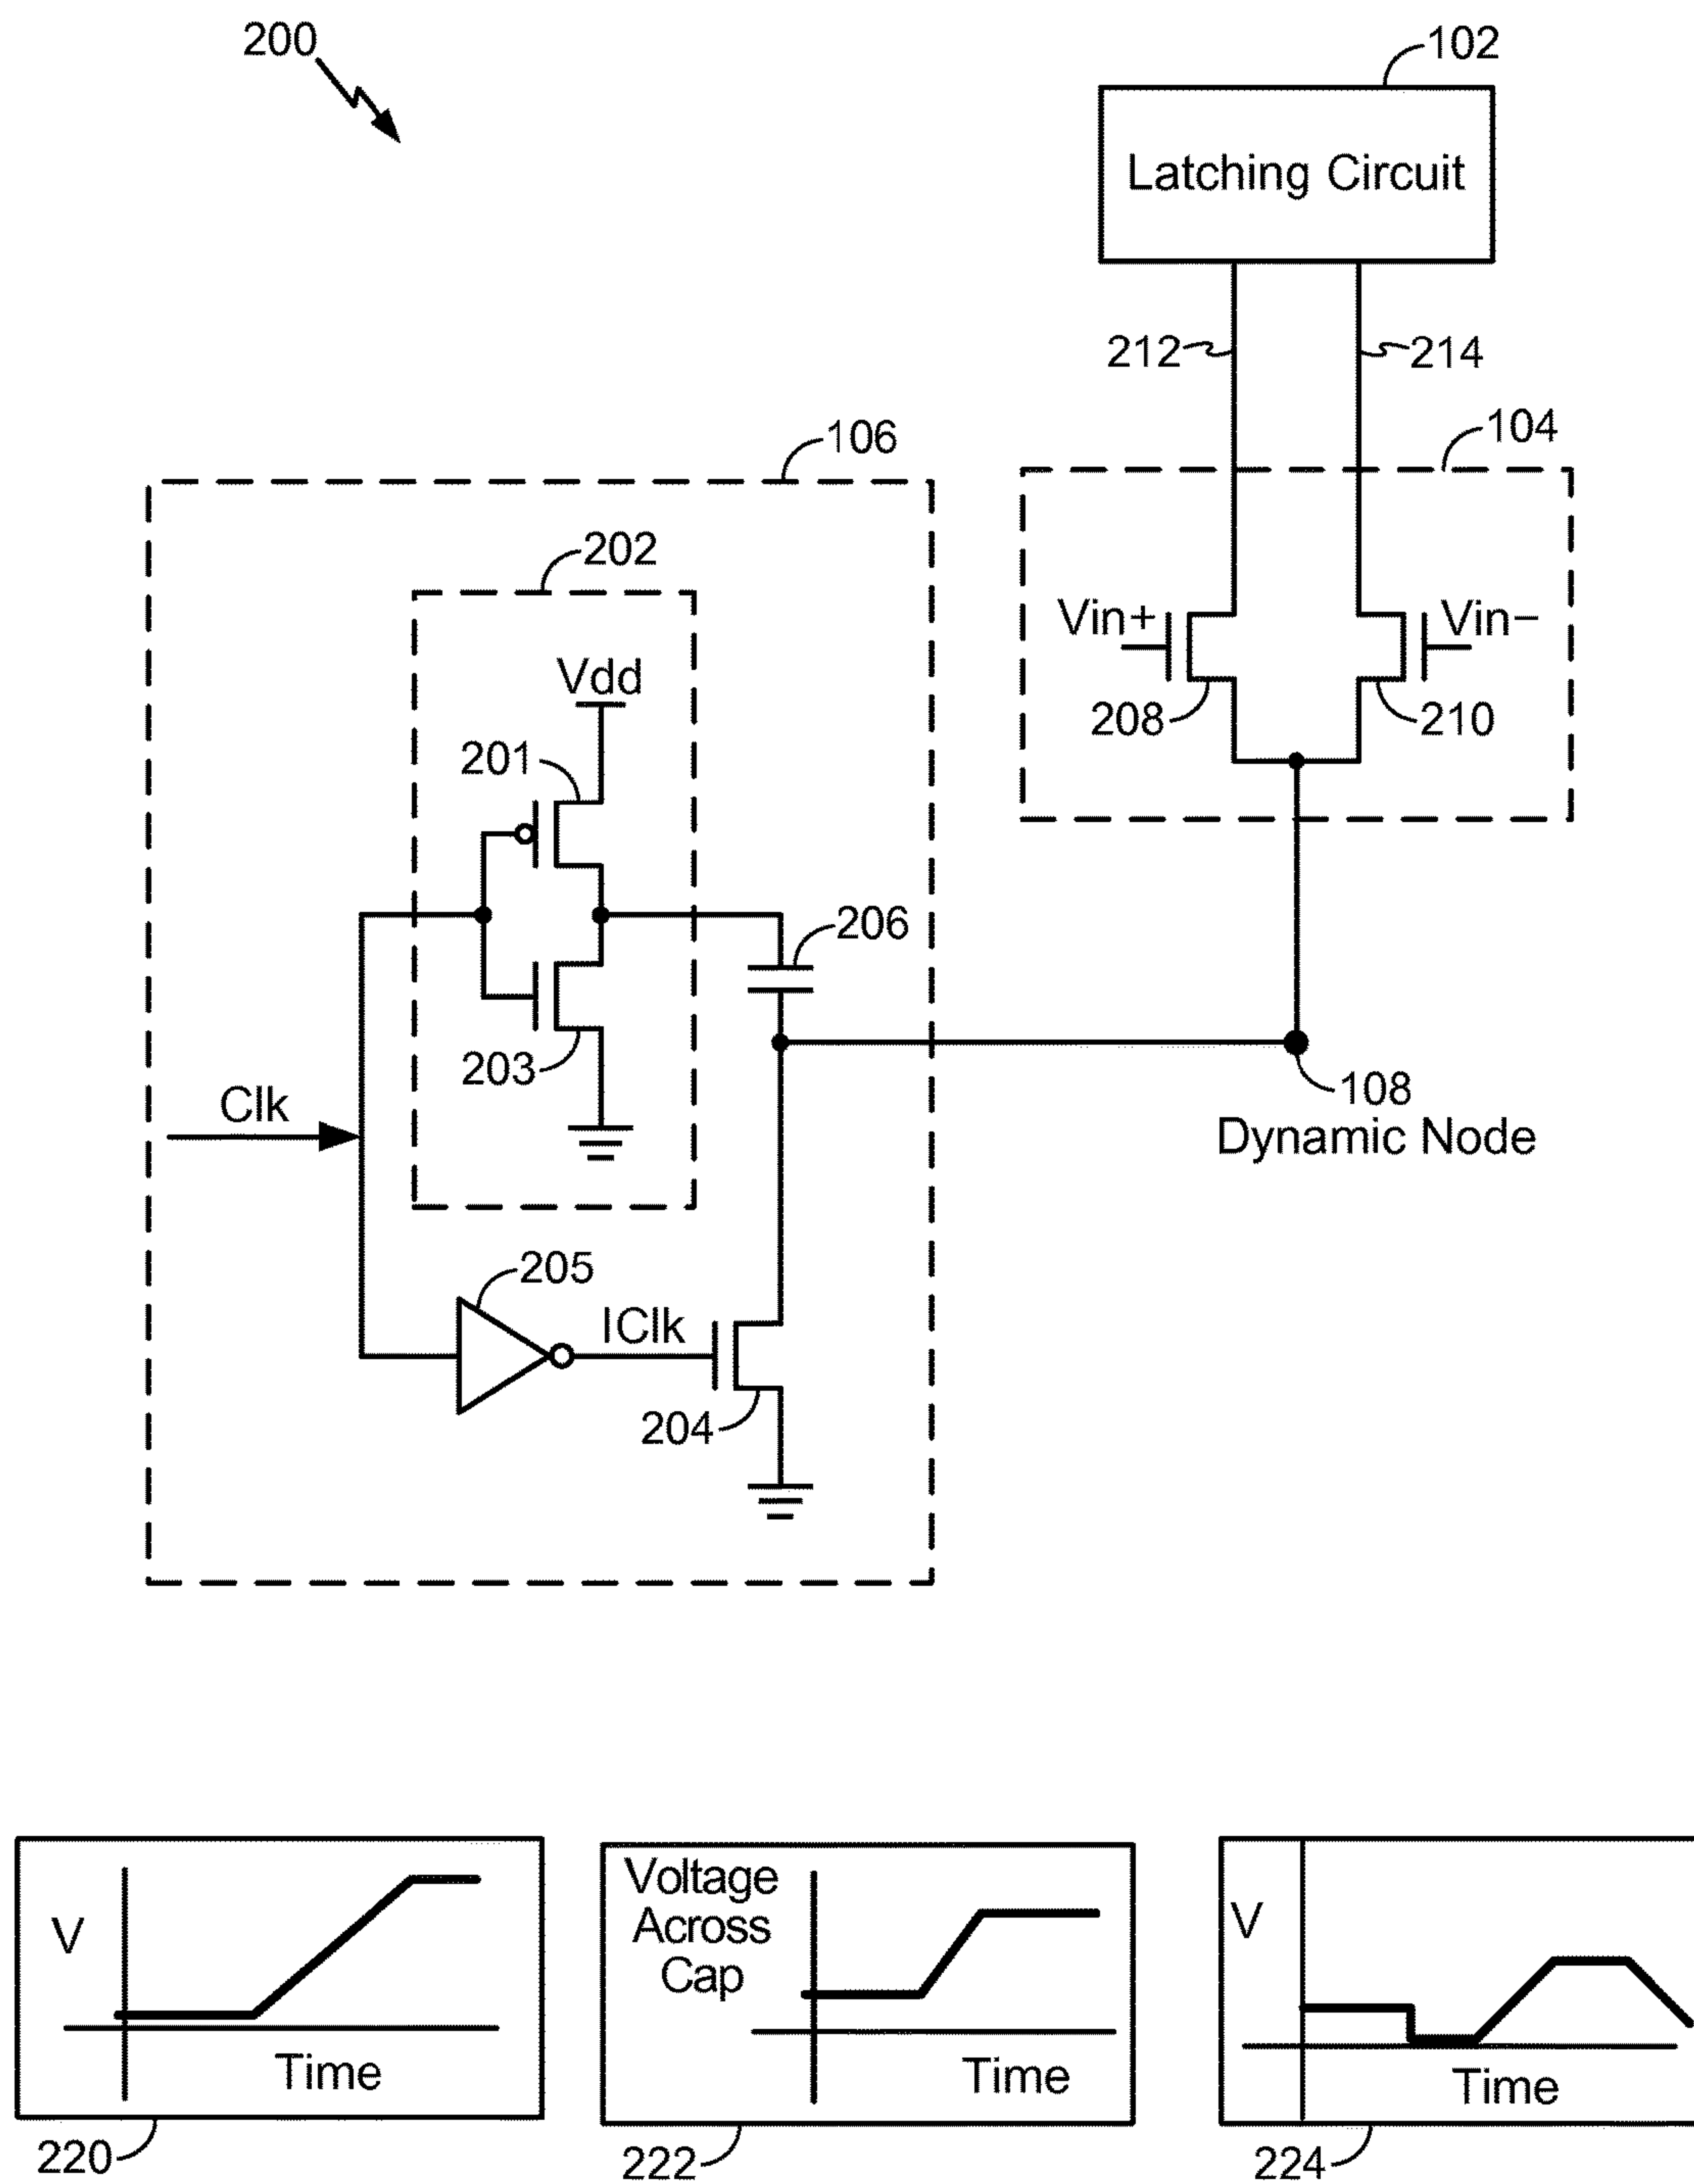 200
102
Latching Circuit
212
214
106
104
202
Vin+
Vin−
Vdd
208
210
201
206
203
Clk
108
Dynamic Node
205
IClk
204
Voltage
Across
Cap
V
V
Time
Time
Time
220
222
224